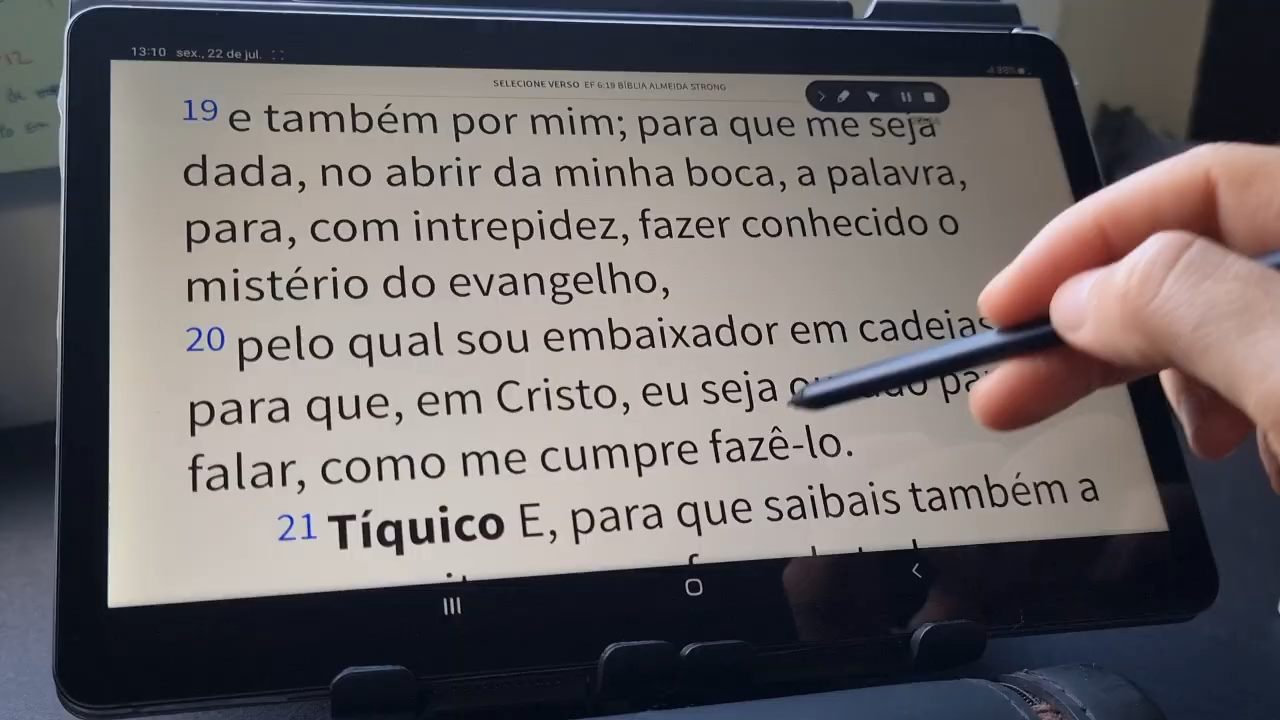 13:10 sex., 22 de jul.
88%
SELECIONE VERSO EF 6:19 BÍBLIA ALMEIDA STRONG
19 e também por mim; para que me seja
dada, no abrir da minha boca, a palavra,
para, com intrepidez, fazer conhecido o
mistério do evangelho,
20 pelo qual sou embaixador em cadeias
para que, em Cristo, eu seja
falar, como me cumpre fazê-lo.
21 Tíquico E, para que saibais também a